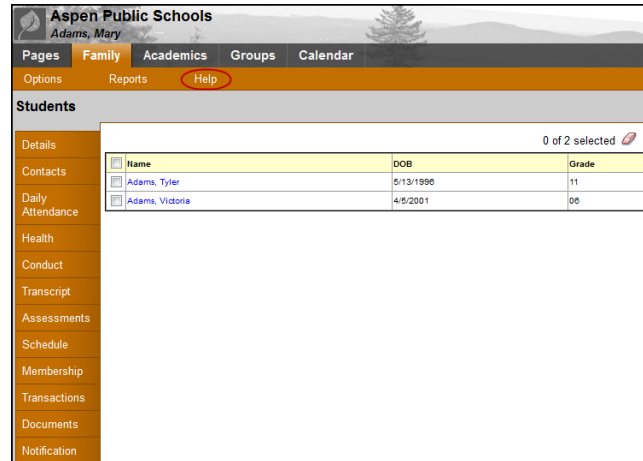 Aspen Public Schools
Adams, Mary
Pages Family Academics Groups Calendar
Options Reports Help
Students
0 of 2 selected
Details
Contacts
Daily
Attendance
Health
Conduct
Transcript
Assessments
Schedule
Membership
Transactions
Documents
Notification
Name DOB Grade
Adams, Tyler 5/13/1996 11
Adams, Victoria 4/5/2001 06